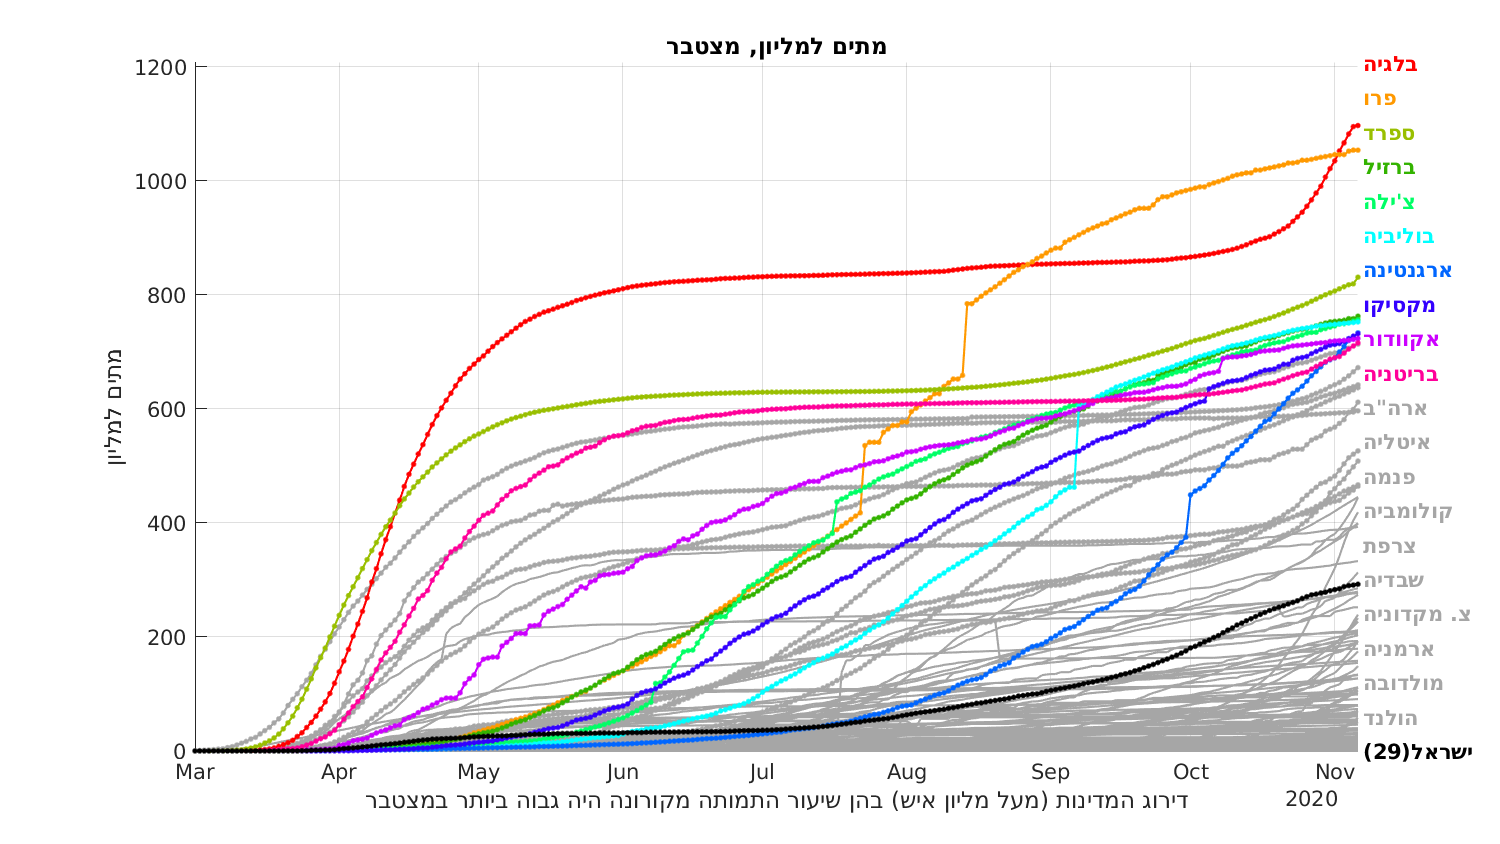 מתים למליון, מצטבר
מתים למליון
1200
1000
800
600
400
200
0
Mar
Apr
May
Jun
Jul
Aug
Sep
Oct
Nov
2020
דירוג המדינות (מעל מליון איש) בהן שיעור התמותה מקורונה היה גבוה ביותר במצטבר
בלגיה
פרו
ספרד
ברזיל
צ'ילה
בוליביה
ארגנטינה
מקסיקו
אקוודור
בריטניה
ארה"ב
איטליה
פנמה
קולומביה
צרפת
שבדיה
צ. מקדוניה
ארמניה
מולדובה
הולנד
ישראל(29)